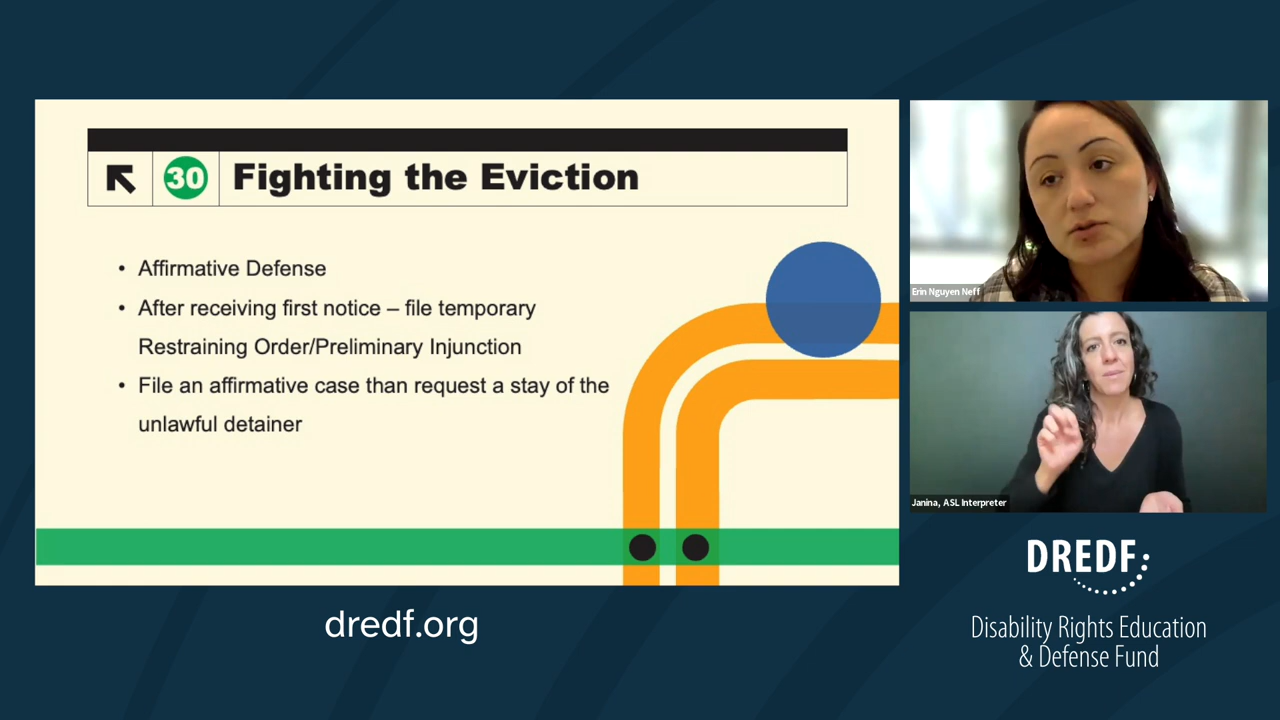 30 Fighting the Eviction
• Affirmative Defense
• After receiving first notice – file temporary
Restraining Order/Preliminary Injunction
• File an affirmative case than request a stay of the
unlawful detainer
Erin Nguyen Neff
Janina, ASL Interpreter
dredf.org
DREDF
Disability Rights Education
& Defense Fund